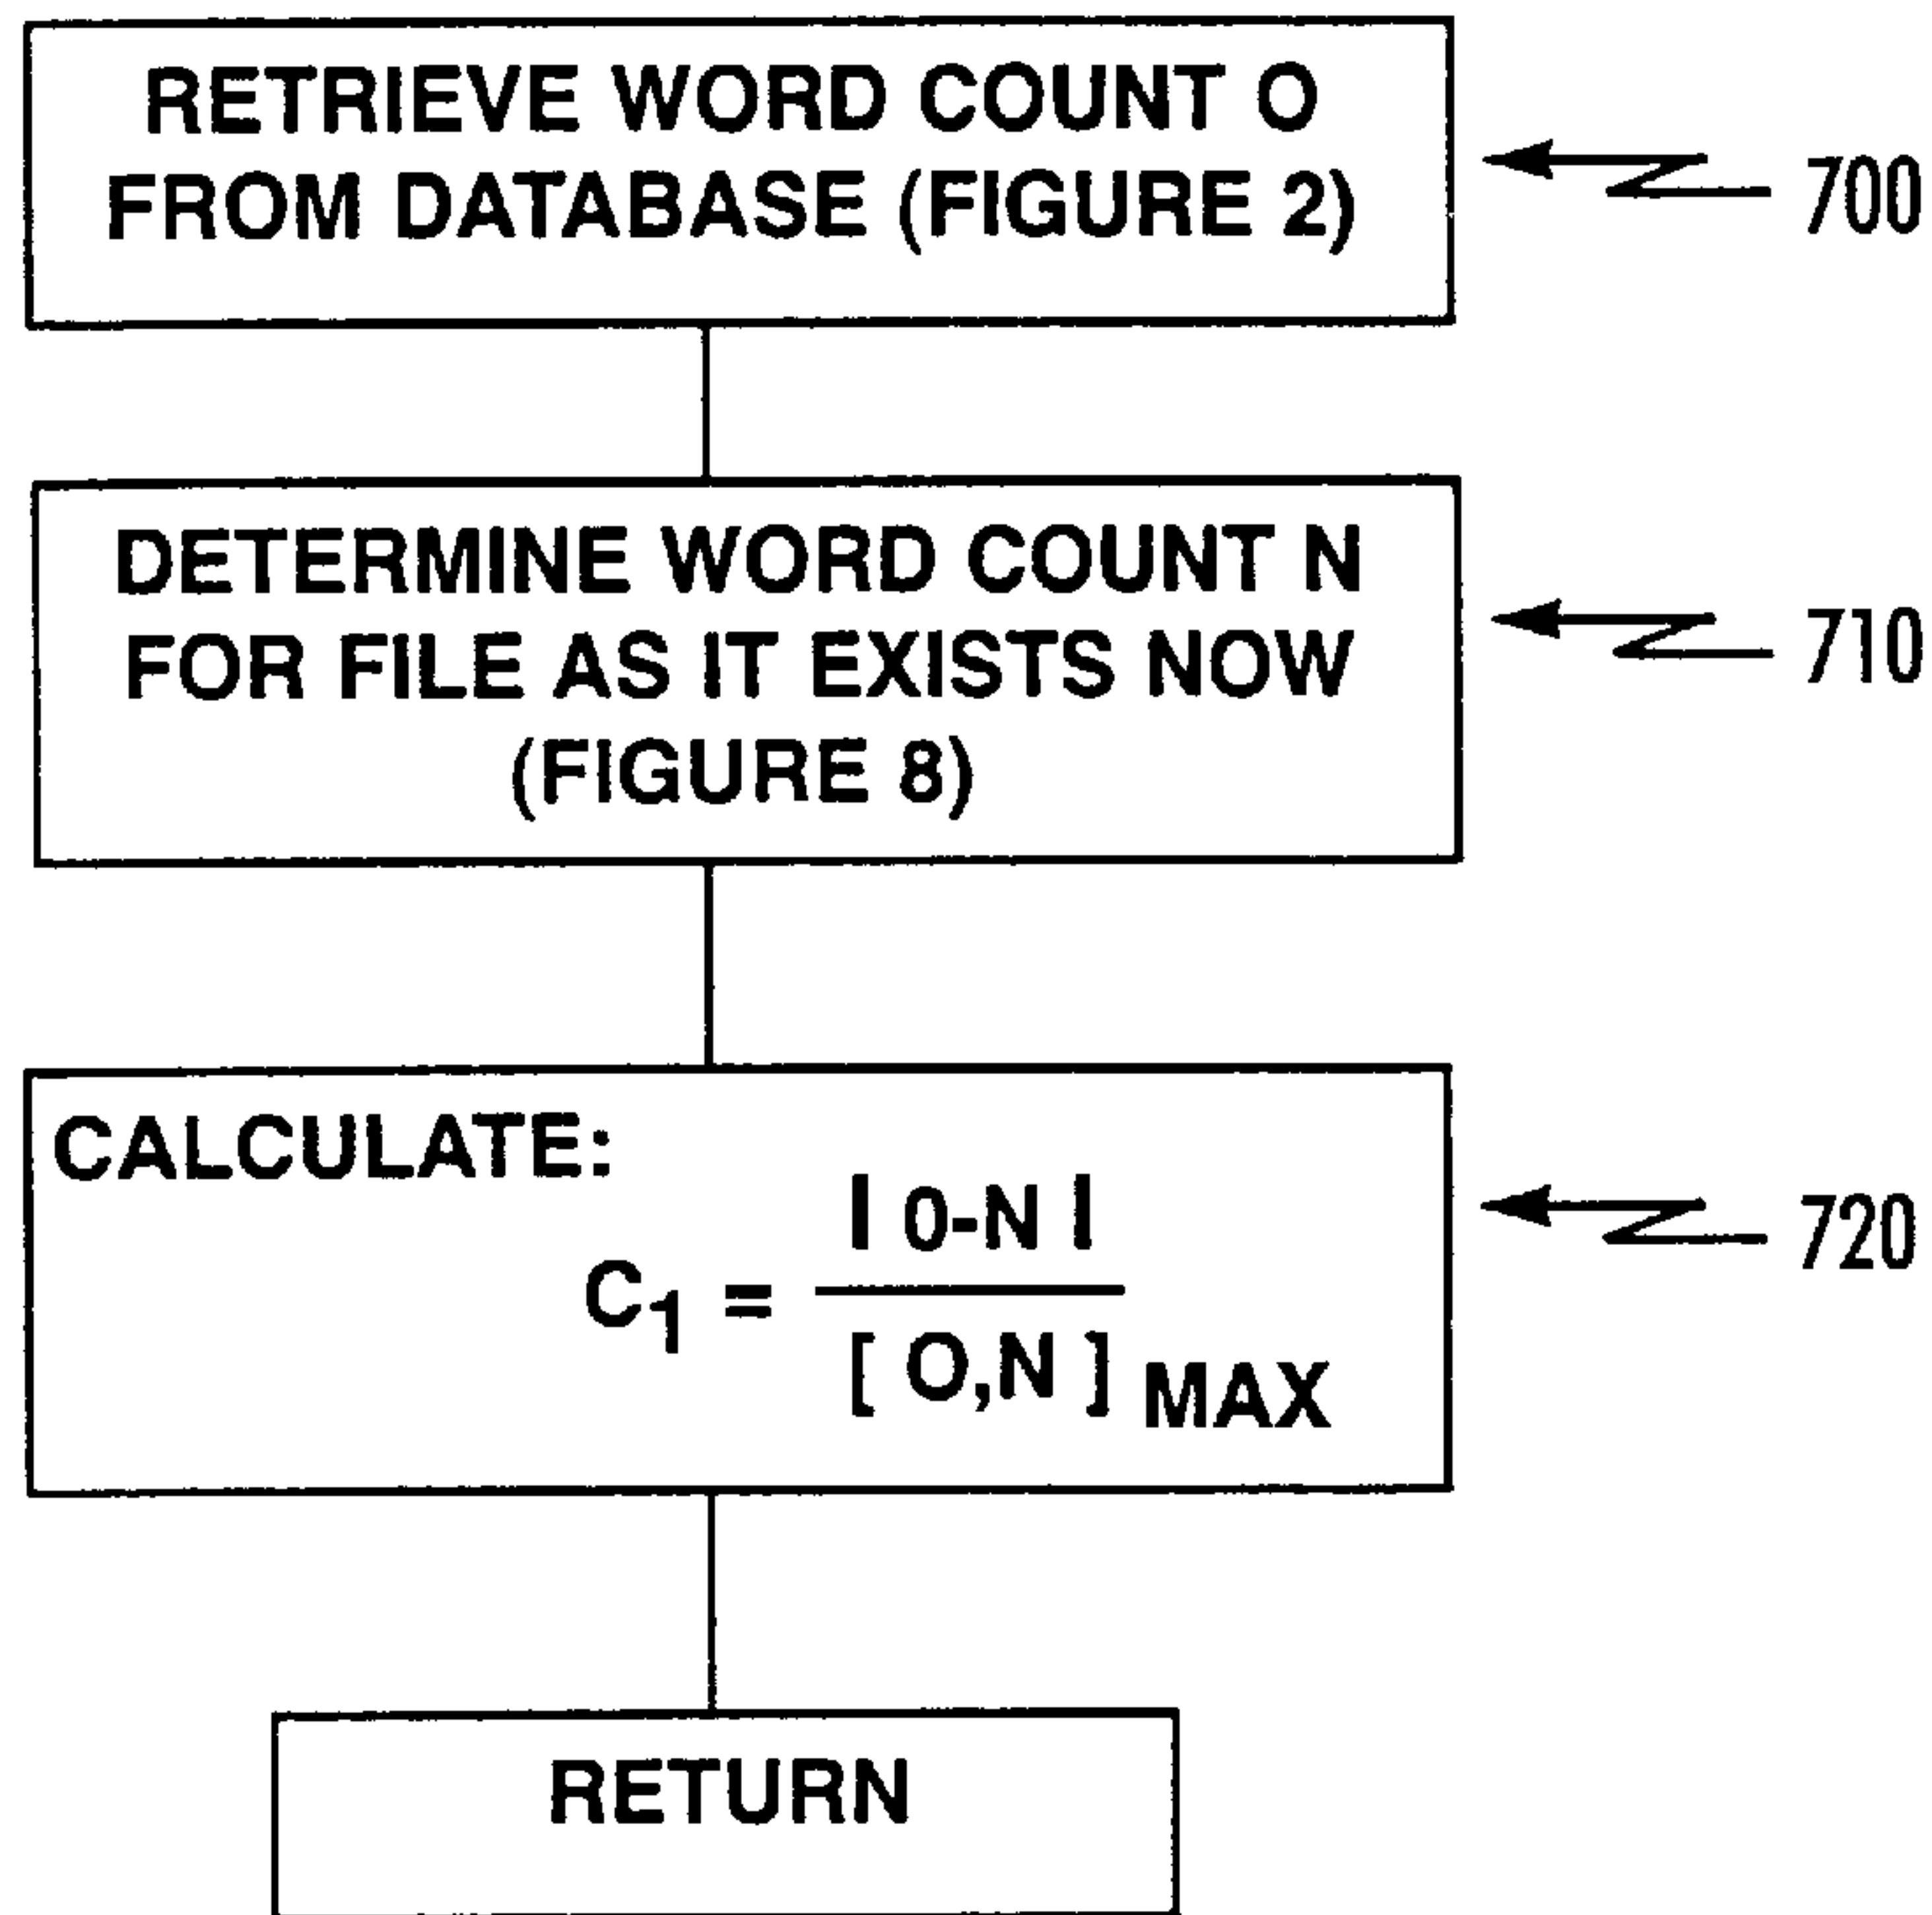 RETRIEVE WORD COUNT O
FROM DATABASE (FIGURE 2)
700
DETERMINE WORD COUNT N
FOR FILE AS IT EXISTS NOW
(FIGURE 8)
710
CALCULATE:
C1 = | O-N | / [ O,N ] MAX
720
RETURN